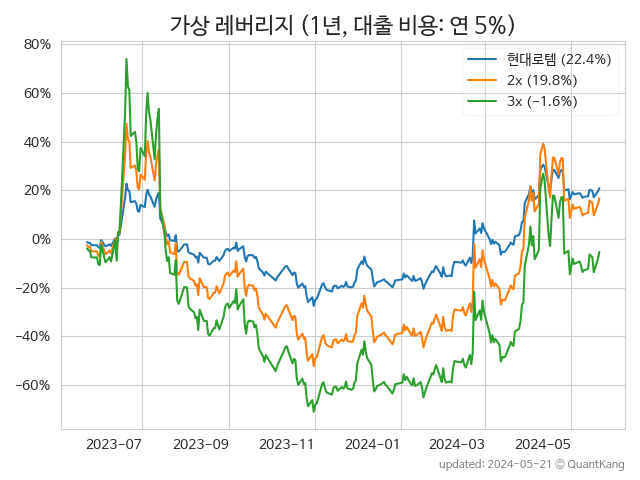 가상 레버리지 (1년, 대출 비용: 연 5%)
80%
60%
40%
20%
0%
−20%
−40%
−60%
현대로템 (22.4%)
2x (19.8%)
3x (−1.6%)
2023-07
2023-09
2023-11
2024-01
2024-03
2024-05
updated: 2024-05-21 © QuantKang